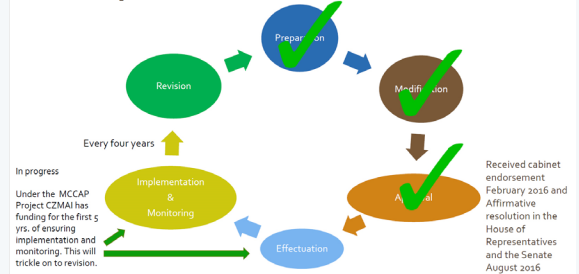 Preparation
Revision
Modification
Every four years
In progress
Implementation
&
Monitoring
Under the MCCAP
Project CZMAI has
funding for the first 5
yrs. of ensuring
implementation and
monitoring. This will
trickle on to revision.
Effectuation
Received cabinet
endorsement
February 2016 and
Affirmative
resolution in the
House of
Representatives
and the Senate
August 2016